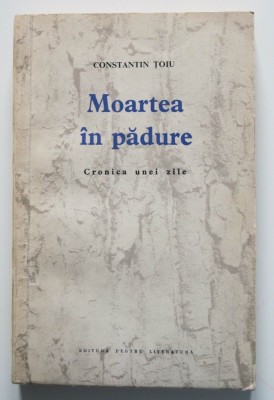 CONSTANTIN ȚOIU
Moartea
în pădure
Cronica unei zile
EDITURA PENTRU LITERATURĂ